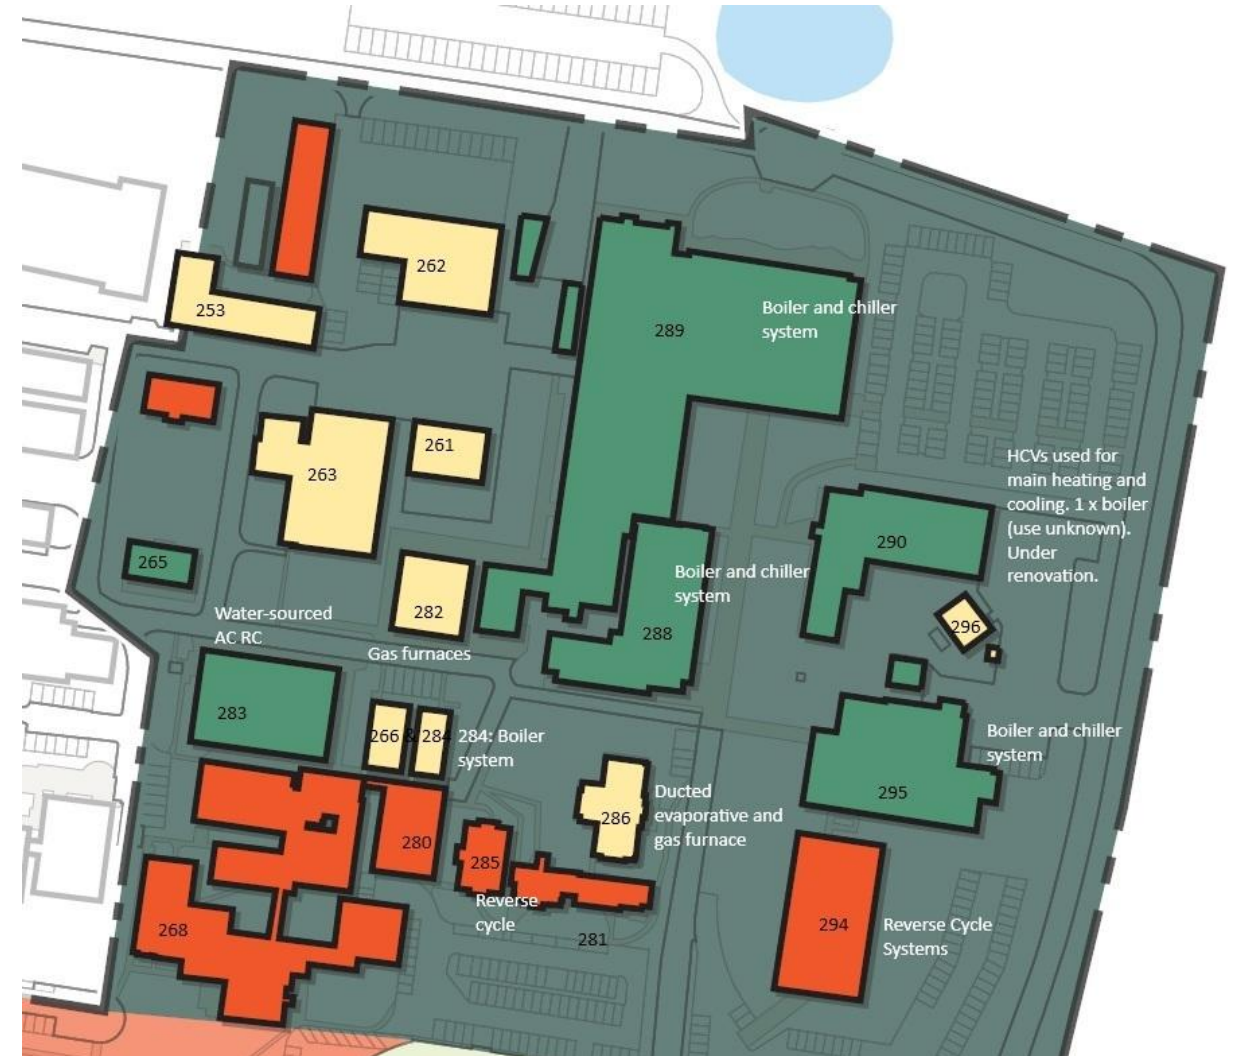 262
253
289
Boiler and chiller
system
261
263
HCVs used for
main heating and
cooling. 1 x boiler
(use unknown).
Under
renovation.
290
265
Boiler and chiller
system
282
Water-sourced
AC RC
288
296
Gas furnaces
283
266 & 284
284: Boiler
system
Boiler and chiller
system
286
Ducted
evaporative and
gas furnace
295
280
285
Reverse
cycle
268
281
294
Reverse Cycle
Systems